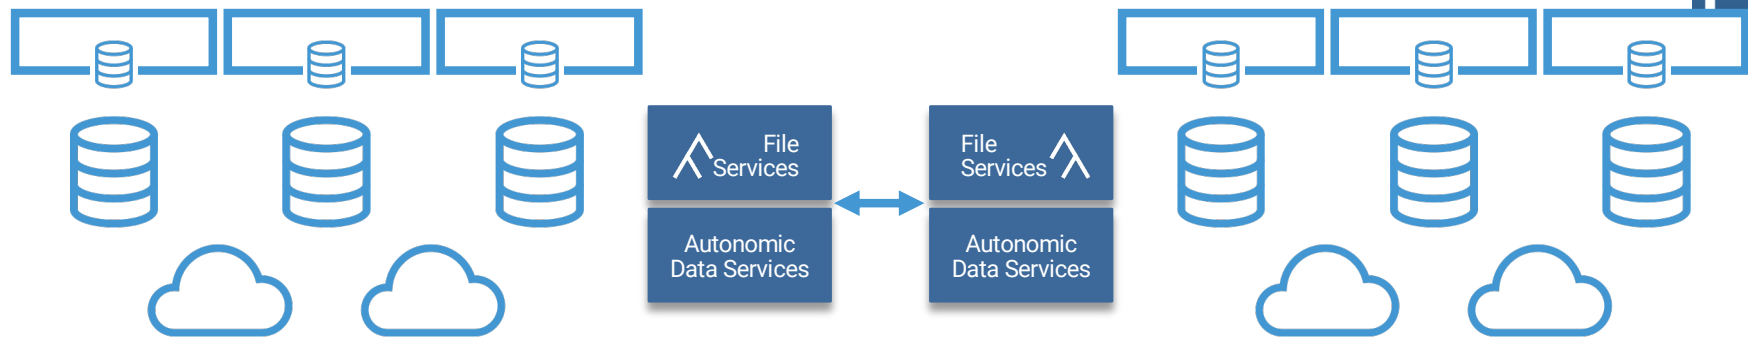 File
Services
File
Services
Autonomic
Data Services
Autonomic
Data Services